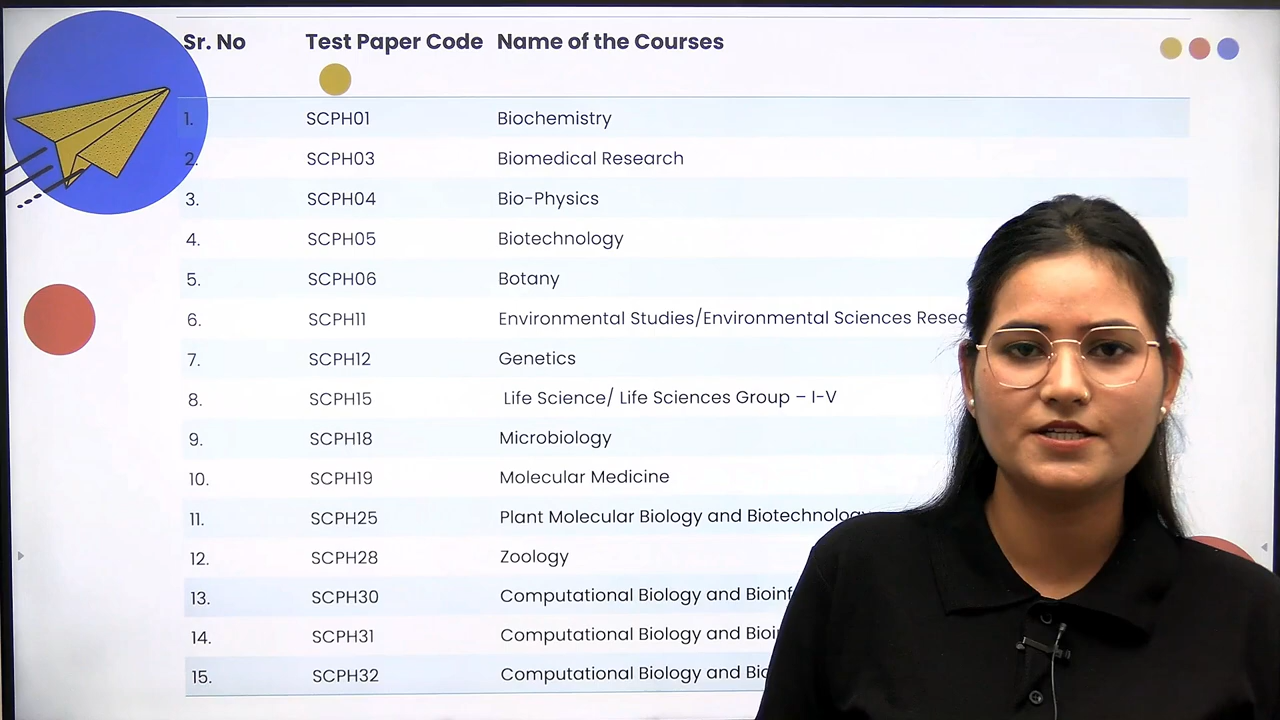 Sr. No Test Paper Code Name of the Courses
1. SCPH01 Biochemistry
2. SCPH03 Biomedical Research
3. SCPH04 Bio-Physics
4. SCPH05 Biotechnology
5. SCPH06 Botany
6. SCPH11 Environmental Studies/Environmental Sciences
7. SCPH12 Genetics
8. SCPH15 Life Science/ Life Sciences Group – I-V
9. SCPH18 Microbiology
10. SCPH19 Molecular Medicine
11. SCPH25 Plant Molecular Biology and Biotechnology
12. SCPH28 Zoology
13. SCPH30 Computational Biology and
14. SCPH31 Computational Biology and
15. SCPH32 Computational Biology and